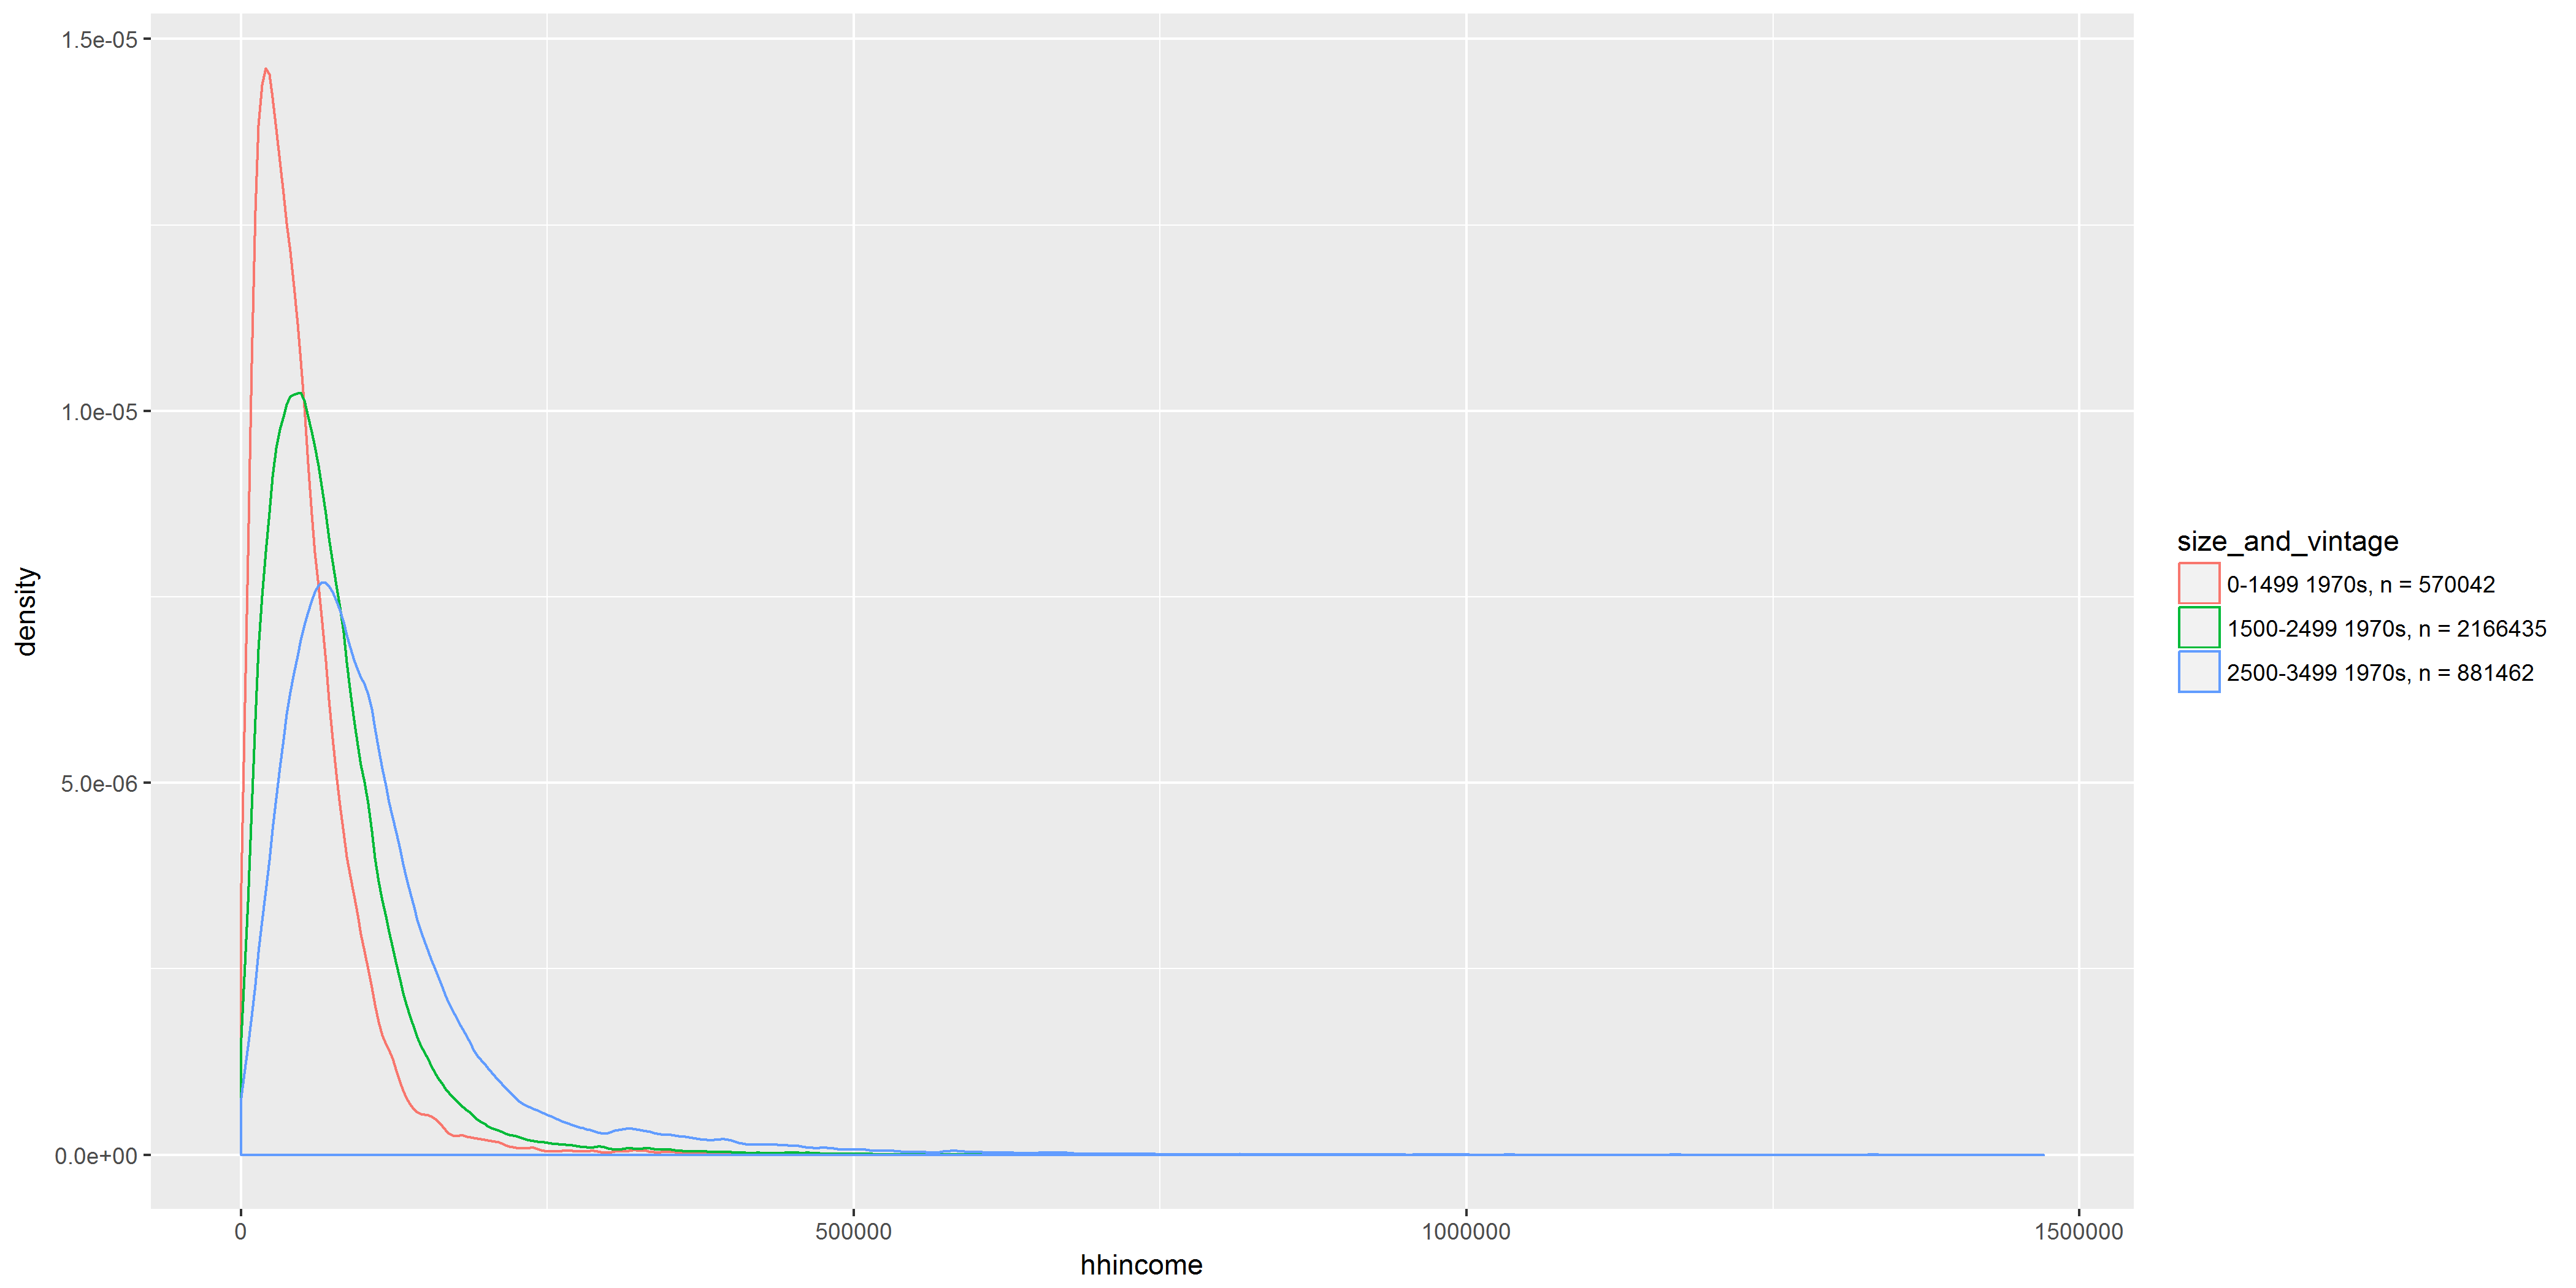 1.5e-05
1.0e-05
5.0e-06
0.0e+00
density
0
500000
1000000
1500000
hhincome
size_and_vintage
0-1499 1970s, n = 570042
1500-2499 1970s, n = 2166435
2500-3499 1970s, n = 881462